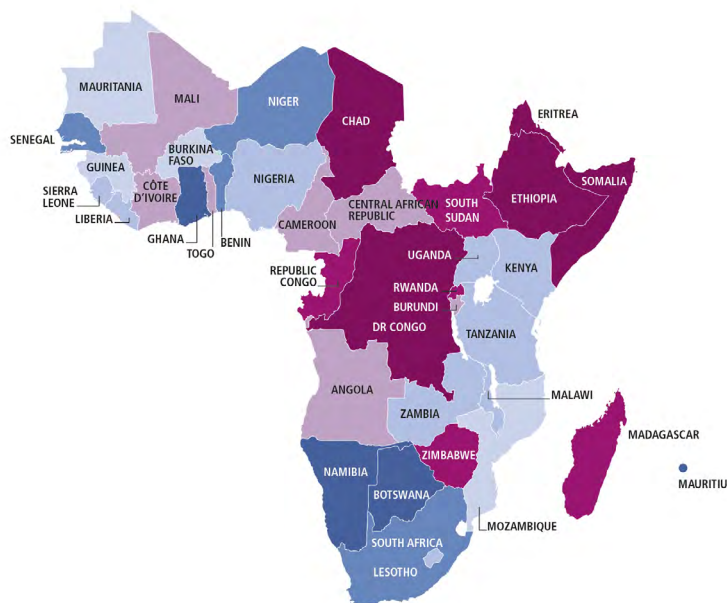 MAURITANIA
MALI
NIGER
CHAD
ERITREA
SENEGAL
BURKINA
FASO
GUINEA
CÔTE
D'IVOIRE
NIGERIA
SIERRA
LEONE
LIBERIA
GHANA
TOGO
BENIN
CAMEROON
CENTRAL AFRICAN
REPUBLIC
SOUTH
SUDAN
ETHIOPIA
SOMALIA
UGANDA
KENYA
REPUBLIC
CONGO
RWANDA
BURUNDI
DR CONGO
TANZANIA
ANGOLA
ZAMBIA
MALAWI
MADAGASCAR
ZIMBABWE
NAMIBIA
BOTSWANA
MAURITIU
MOZAMBIQUE
SOUTH AFRICA
LESOTHO